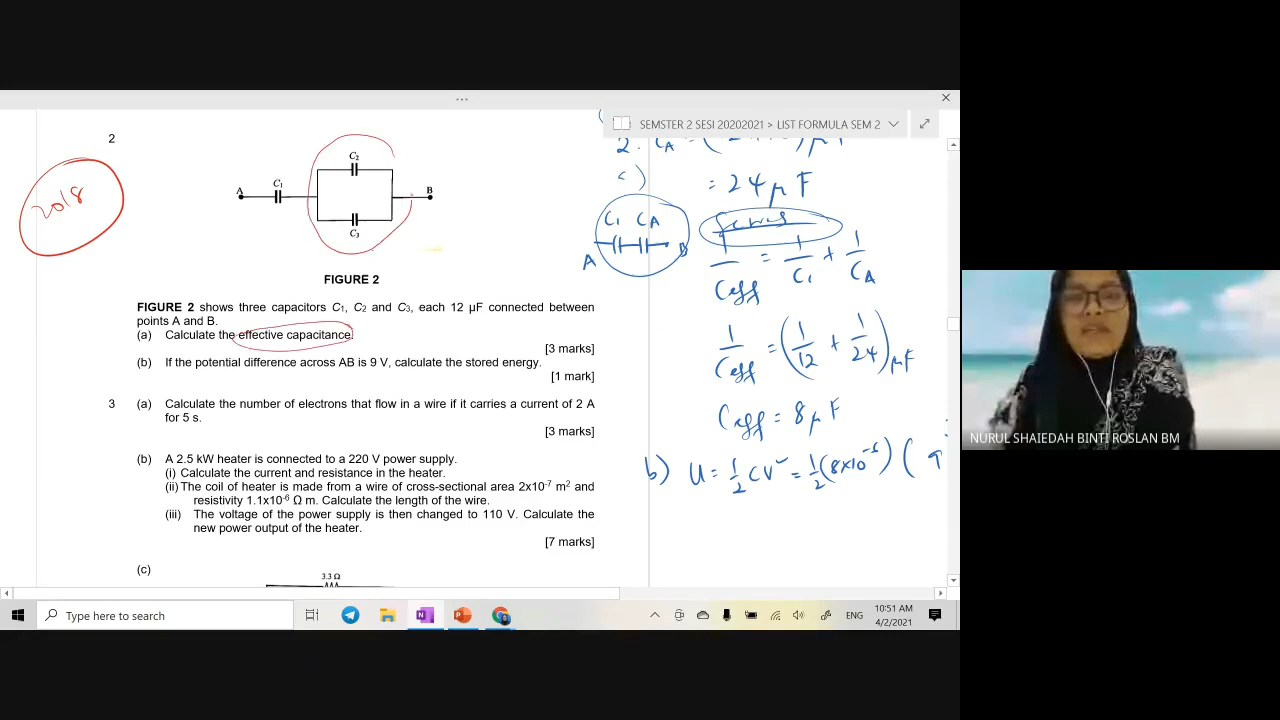 2
2018
C2
A
C1
B
C3
FIGURE 2
FIGURE 2 shows three capacitors C1, C2 and C3, each 12 µF connected between
points A and B.
(a) Calculate the effective capacitance.
[3 marks]
(b) If the potential difference across AB is 9 V, calculate the stored energy.
[1 mark]
3 (a) Calculate the number of electrons that flow in a wire if it carries a current of 2 A
for 5 s.
[3 marks]
(b) A 2.5 kW heater is connected to a 220 V power supply.
(i) Calculate the current and resistance in the heater.
(ii) The coil of heater is made from a wire of cross-sectional area 2x10-7 m2 and
resistivity 1.1x10-6 Ω m. Calculate the length of the wire.
(iii) The voltage of the power supply is then changed to 110 V. Calculate the
new power output of the heater.
[7 marks]
(c)
3.3 Ω
SEMSTER 2 SESI 20202021 > LIST FORMULA SEM 2
= 24 µF
C1 CA
A B
1/Ceff = 1/C1 + 1/CA
1/Ceff = (1/12 + 1/24) µF
Ceff = 8µF
b) U = 1/2 CV2 = 1/2 (8x10-6) ( 9
NURUL SHAIEDAH BINTI ROSLAN BM
Type here to search
ENG
10:51 AM
4/2/2021